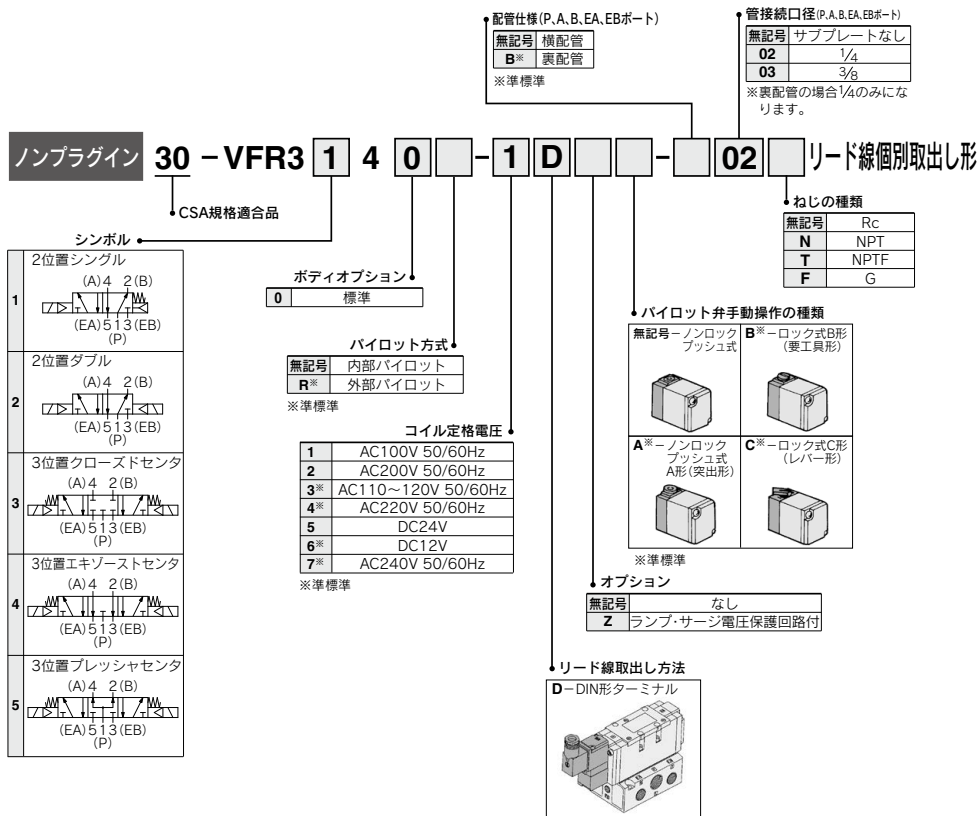 配管仕様(P、A、B、EA、EBポート)
無記号 横配管
B※ 裏配管
※準標準
管接続口径(P、A、B、EA、EBポート)
無記号 サブプレートなし
02 1/4
03 3/8
※裏配管の場合1/4のみにな
ります。
ノンプラグイン 30 − VFR3 1 4 0 - 1 D - 02 リード線個別取出し形
CSA規格適合品
ねじの種類
無記号 Rc
N NPT
T NPTF
F G
シンボル
1
2位置シングル
(A)4 2(B)
(EA)513(EB)
(P)
2
2位置ダブル
(A)4 2(B)
(EA)513(EB)
(P)
3
3位置クローズドセンタ
(A)4 2(B)
(EA)513(EB)
(P)
4
3位置エキゾーストセンタ
(A)4 2(B)
(EA)513(EB)
(P)
5
3位置プレッシャセンタ
(A)4 2(B)
(EA)513(EB)
(P)
ボディオプション
0 標準
パイロット方式
無記号 内部パイロット
R※ 外部パイロット
※準標準
コイル定格電圧
1 AC100V 50/60Hz
2 AC200V 50/60Hz
3※ AC110〜120V 50/60Hz
4※ AC220V 50/60Hz
5 DC24V
6※ DC12V
7※ AC240V 50/60Hz
※準標準
パイロット弁手動操作の種類
無記号−ノンロック
プッシュ式
B※−ロック式B形
(要工具形)
A※−ノンロック
プッシュ式
A形(突出形)
C※−ロック式C形
(レバー形)
※準標準
オプション
無記号 なし
Z ランプ・サージ電圧保護回路付
リード線取出し方法
D−DIN形ターミナル